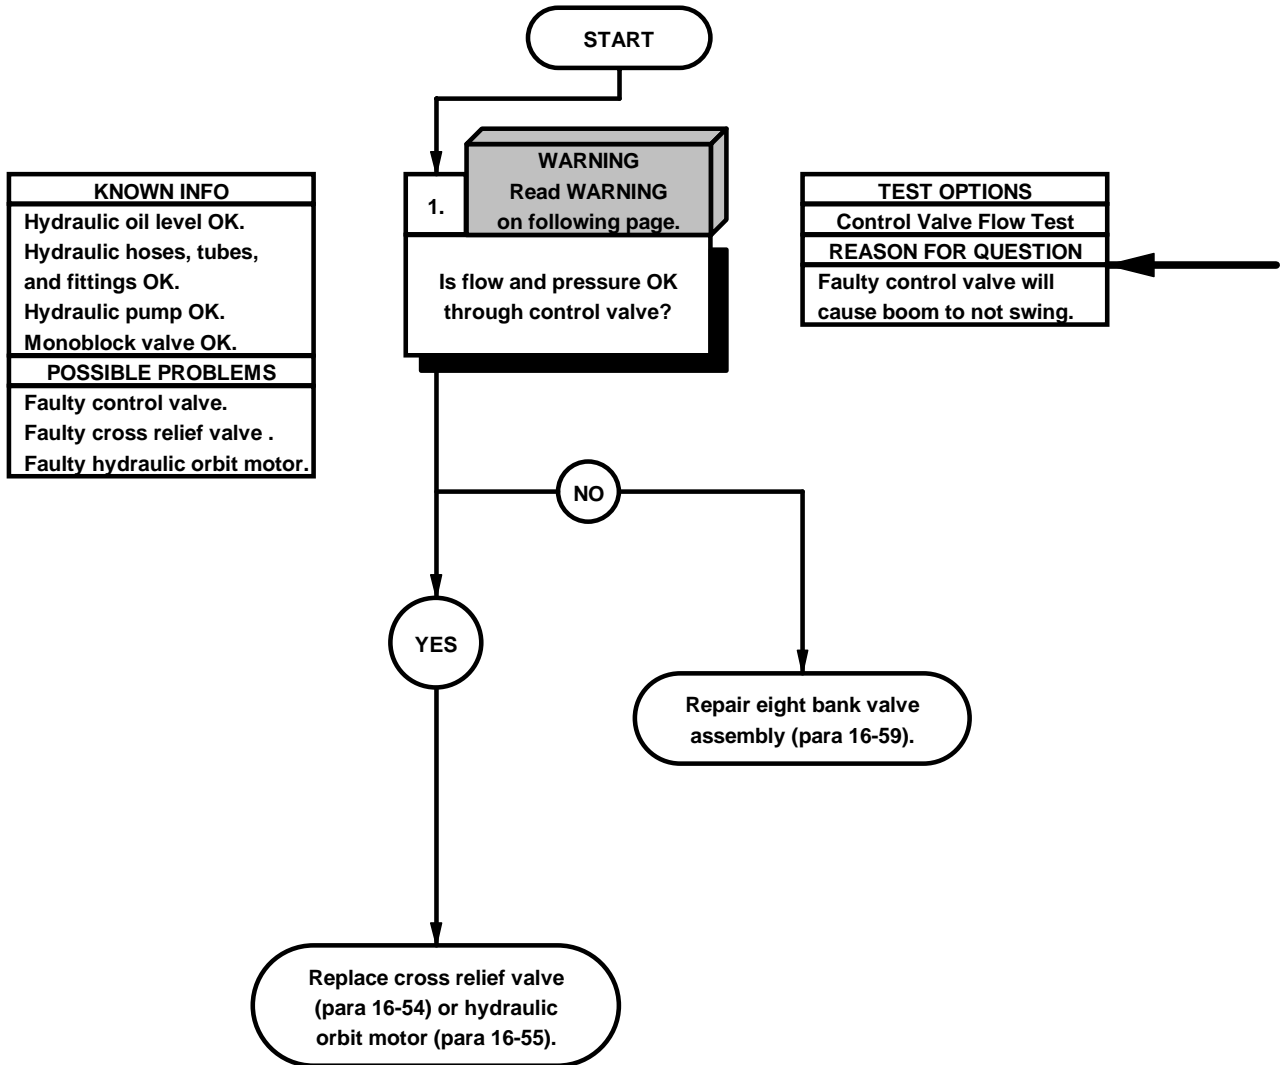 START
KNOWN INFO
Hydraulic oil level OK.
Hydraulic hoses, tubes,
and fittings OK.
Hydraulic pump OK.
Monoblock valve OK.
POSSIBLE PROBLEMS
Faulty control valve.
Faulty cross relief valve .
Faulty hydraulic orbit motor.
1.
WARNING
Read WARNING
on following page.
Is flow and pressure OK
through control valve?
TEST OPTIONS
Control Valve Flow Test
REASON FOR QUESTION
Faulty control valve will
cause boom to not swing.
NO
YES
Repair eight bank valve
assembly (para 16-59).
Replace cross relief valve
(para 16-54) or hydraulic
orbit motor (para 16-55).